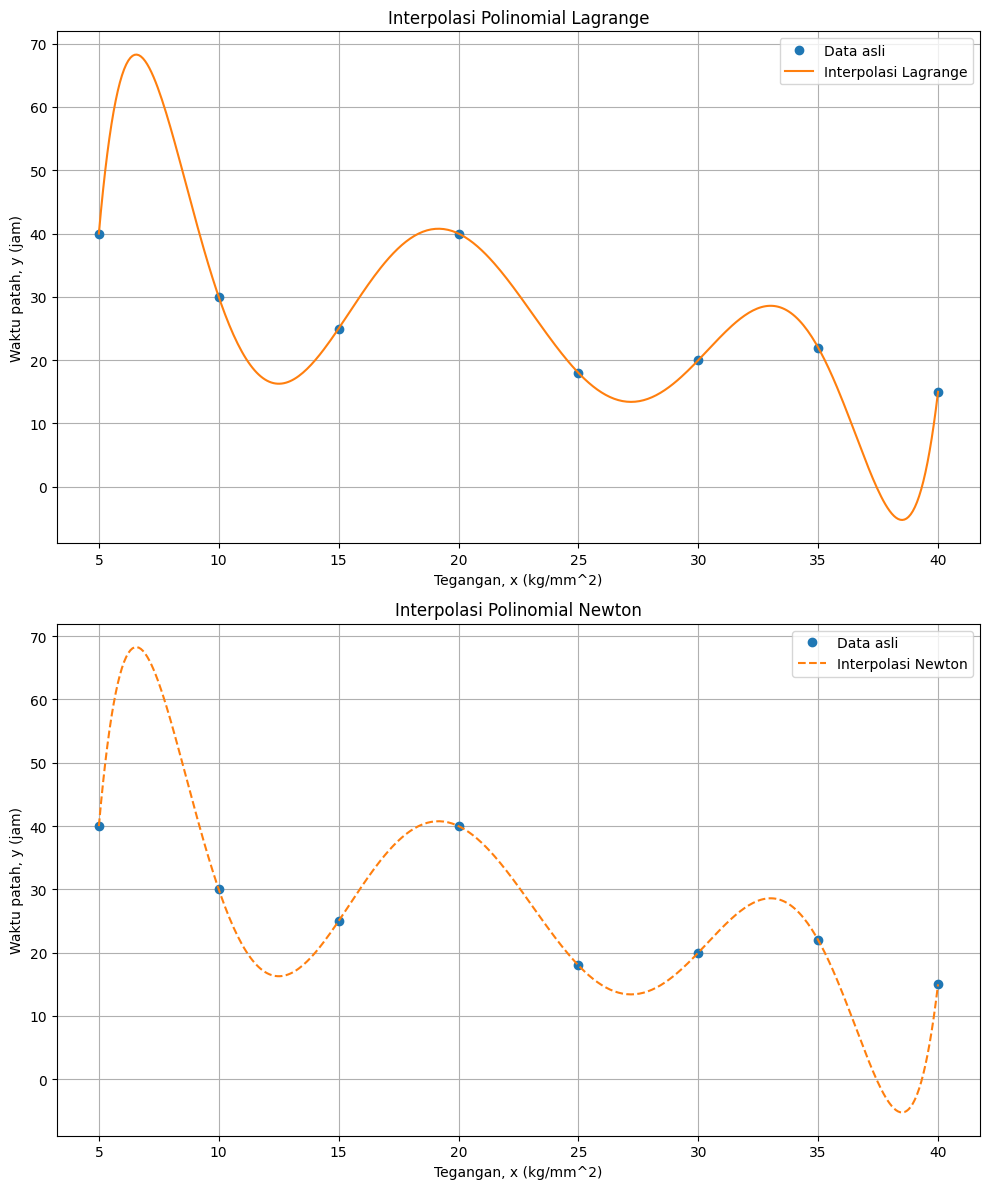 Interpolasi Polinomial Lagrange
70
60
50
40
30
20
10
0
Waktu patah, y (jam)
Data asli
Interpolasi Lagrange
5 10 15 20 25 30 35 40
Tegangan, x (kg/mm^2)
Interpolasi Polinomial Newton
70
60
50
40
30
20
10
0
Waktu patah, y (jam)
Data asli
Interpolasi Newton
5 10 15 20 25 30 35 40
Tegangan, x (kg/mm^2)